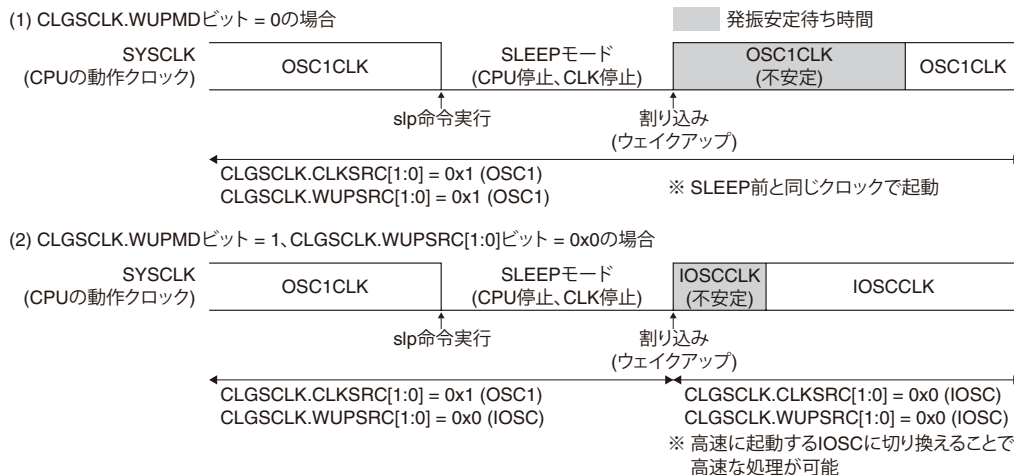 (1) CLGSCLK.WUPMDビット = 0の場合
発振安定待ち時間
SYSCLK
(CPUの動作クロック)
OSC1CLK
SLEEPモード
(CPU停止、CLK停止)
OSC1CLK
(不安定)
OSC1CLK
slp命令実行
割り込み
(ウェイクアップ)
CLGSCLK.CLKSRC[1:0] = 0x1 (OSC1)
CLGSCLK.WUPSRC[1:0] = 0x1 (OSC1)
※ SLEEP前と同じクロックで起動
(2) CLGSCLK.WUPMDビット = 1、CLGSCLK.WUPSRC[1:0]ビット = 0x0の場合
SYSCLK
(CPUの動作クロック)
OSC1CLK
SLEEPモード
(CPU停止、CLK停止)
IOSCCLK
(不安定)
IOSCCLK
slp命令実行
割り込み
(ウェイクアップ)
CLGSCLK.CLKSRC[1:0] = 0x1 (OSC1)
CLGSCLK.WUPSRC[1:0] = 0x0 (IOSC)
CLGSCLK.CLKSRC[1:0] = 0x0 (IOSC)
CLGSCLK.WUPSRC[1:0] = 0x0 (IOSC)
※ 高速に起動するIOSCに切り換えることで
高速な処理が可能